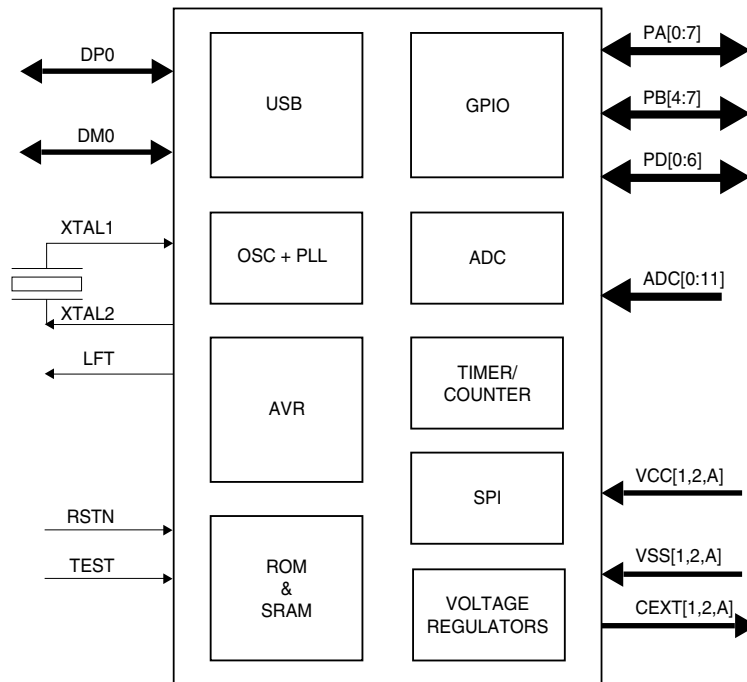 DP0
DM0
XTAL1
XTAL2
LFT
RSTN
TEST
USB
GPIO
OSC + PLL
ADC
AVR
TIMER/
COUNTER
SPI
ROM
&
SRAM
VOLTAGE
REGULATORS
PA[0:7]
PB[4:7]
PD[0:6]
ADC[0:11]
VCC[1,2,A]
VSS[1,2,A]
CEXT[1,2,A]